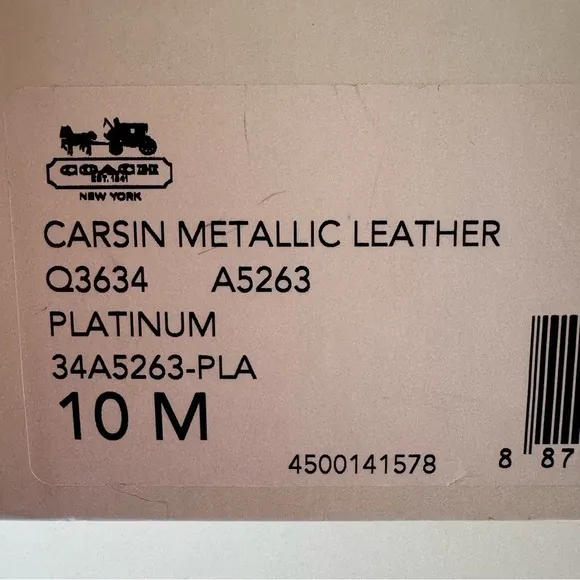 COACH
EST. 1941
NEW YORK
CARSIN METALLIC LEATHER
Q3634 A5263
PLATINUM
34A5263-PLA
10 M
4500141578
8 87